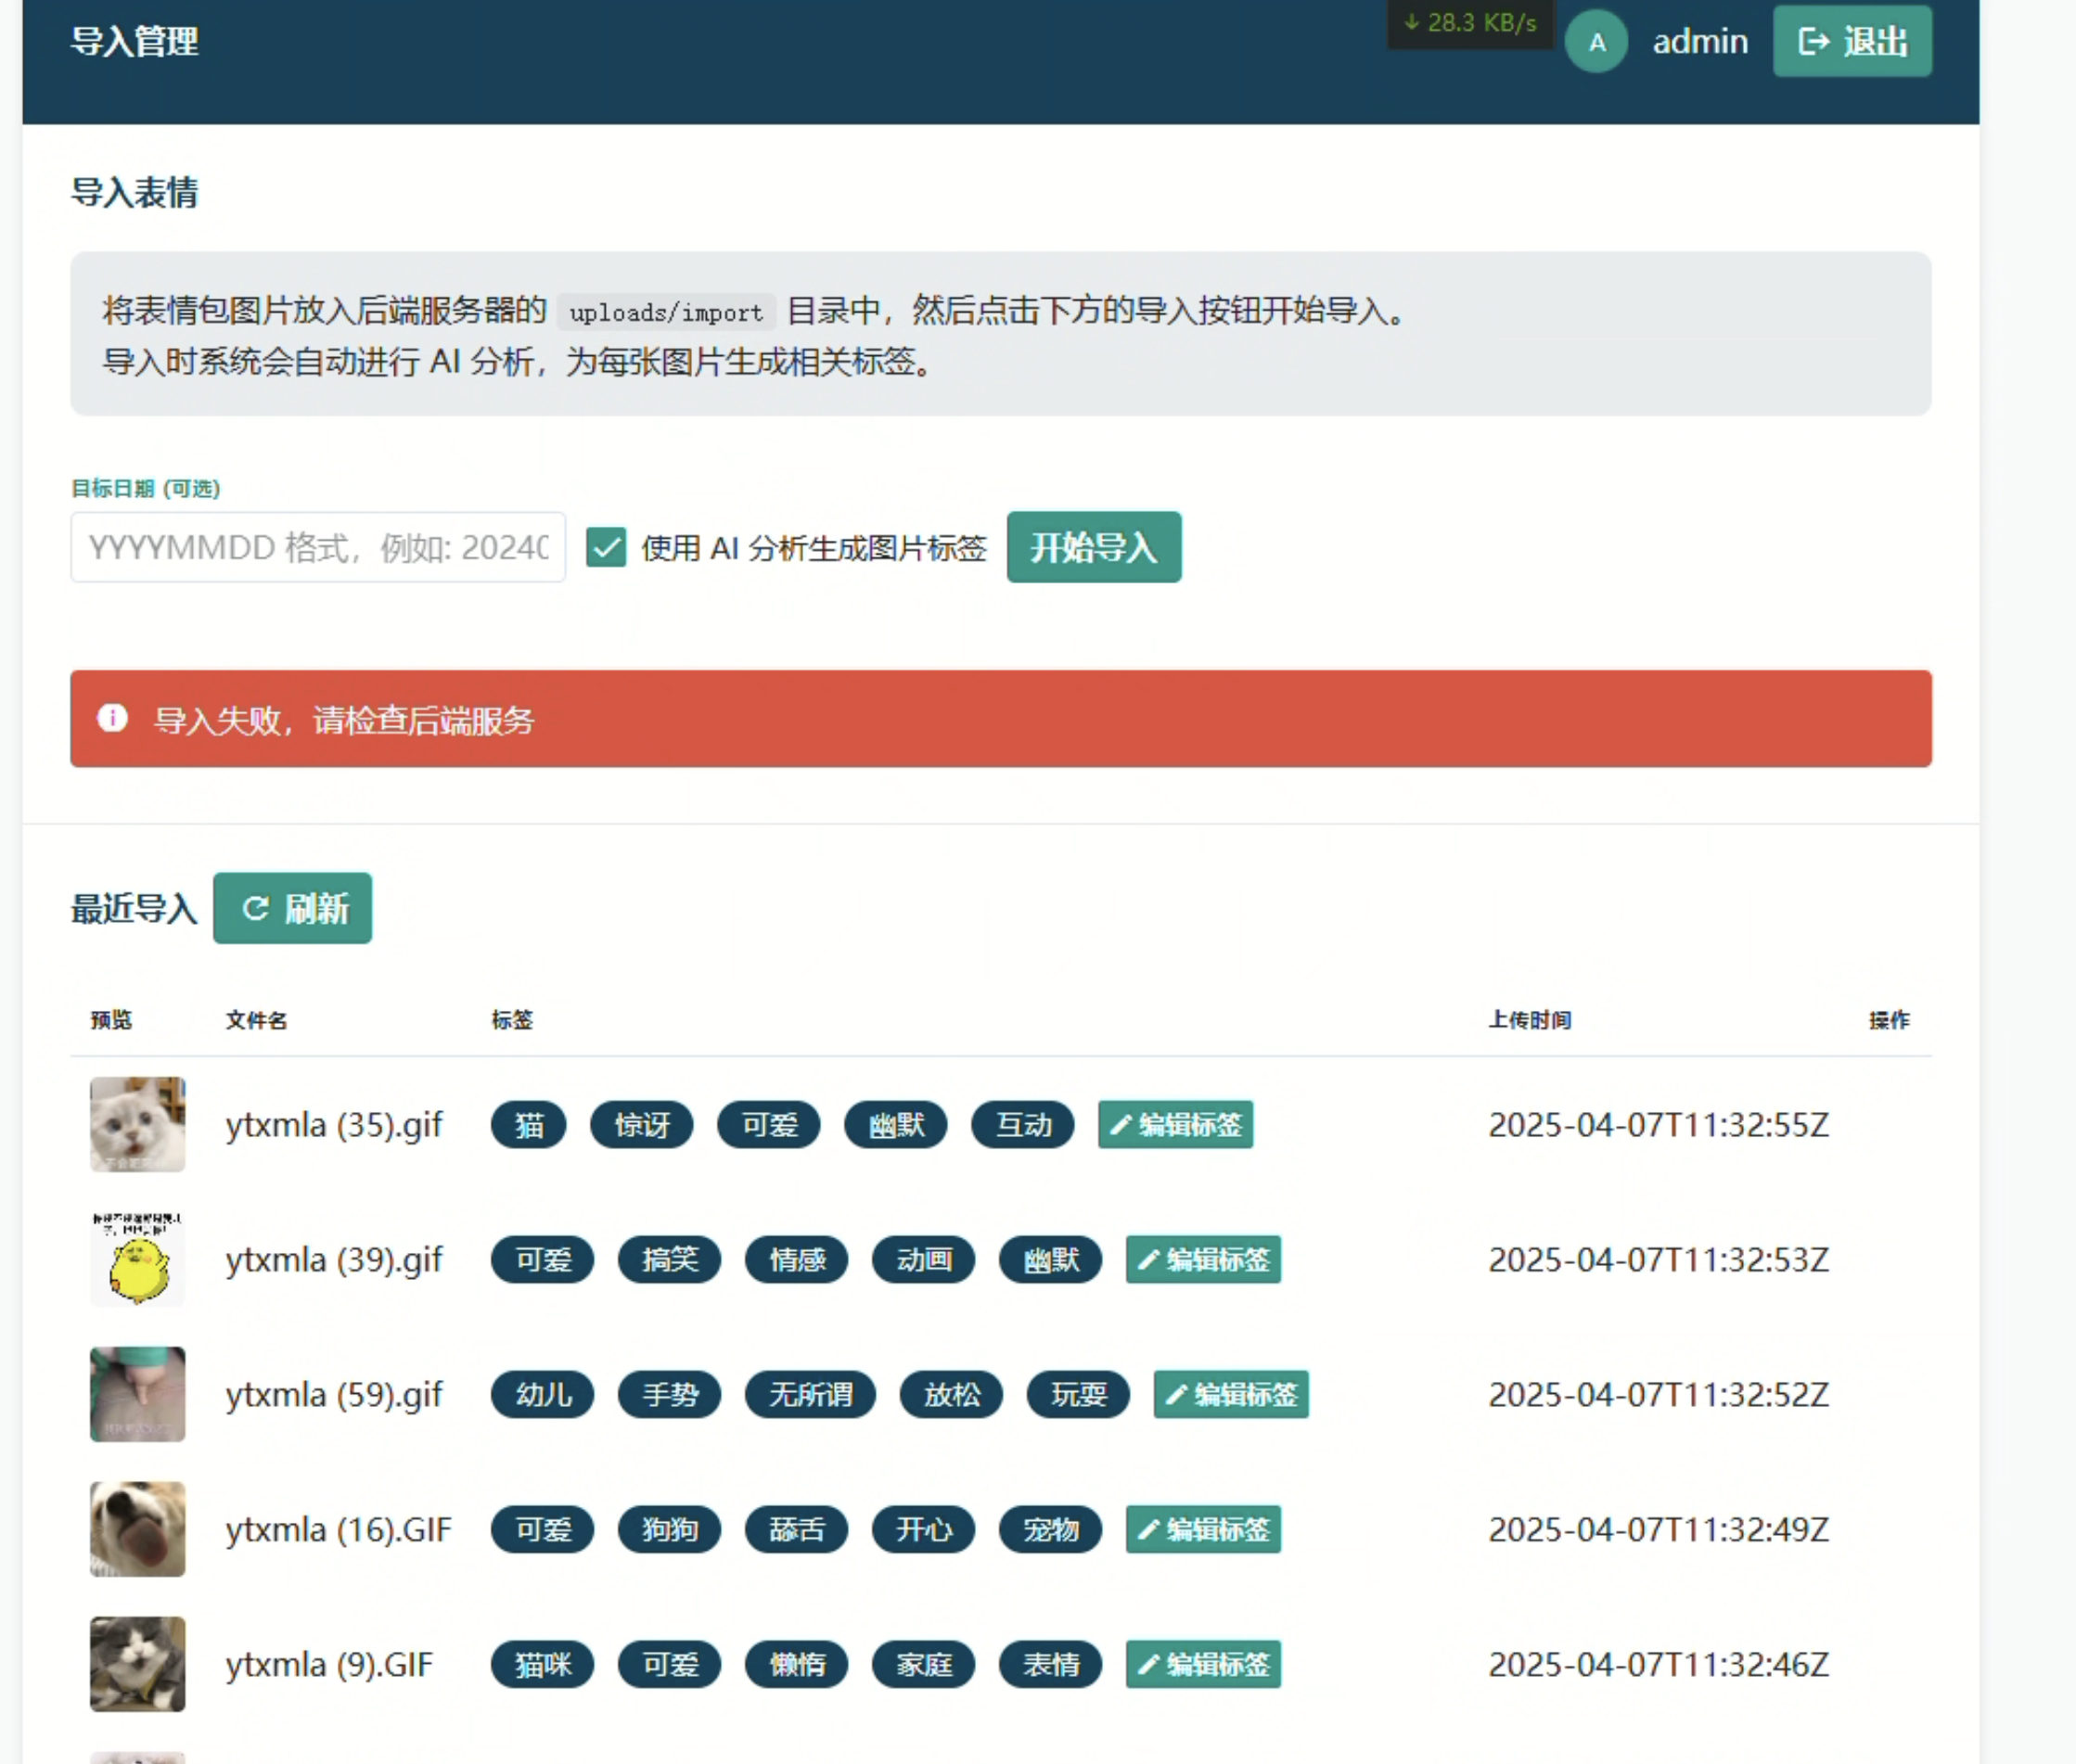 导入管理
↓ 28.3 KB/s
A
admin
退出
导入表情
将表情包图片放入后端服务器的 uploads/import 目录中，然后点击下方的导入按钮开始导入。
导入时系统会自动进行 AI 分析，为每张图片生成相关标签。
目标日期 (可选)
YYYYMMDD 格式，例如: 20240
使用 AI 分析生成图片标签
开始导入
导入失败，请检查后端服务
最近导入
刷新
预览 文件名 标签 上传时间 操作
ytxmla (35).gif 猫 惊讶 可爱 幽默 互动 编辑标签 2025-04-07T11:32:55Z
ytxmla (39).gif 可爱 搞笑 情感 动画 幽默 编辑标签 2025-04-07T11:32:53Z
ytxmla (59).gif 幼儿 手势 无所谓 放松 玩耍 编辑标签 2025-04-07T11:32:52Z
ytxmla (16).GIF 可爱 狗狗 舔舌 开心 宠物 编辑标签 2025-04-07T11:32:49Z
ytxmla (9).GIF 猫咪 可爱 懒惰 家庭 表情 编辑标签 2025-04-07T11:32:46Z